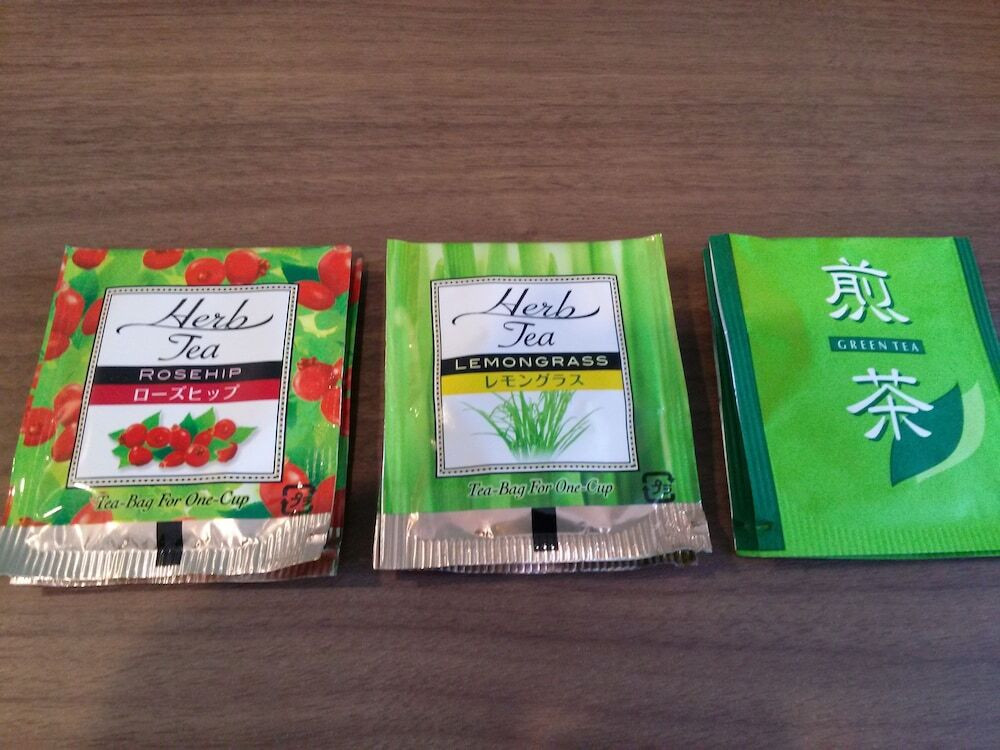 Herb
Tea
ROSEHIP
ローズヒップ
Tea-Bag For One-Cup
Herb
Tea
LEMONGRASS
レモングラス
Tea-Bag For One-Cup
煎
GREEN TEA
茶